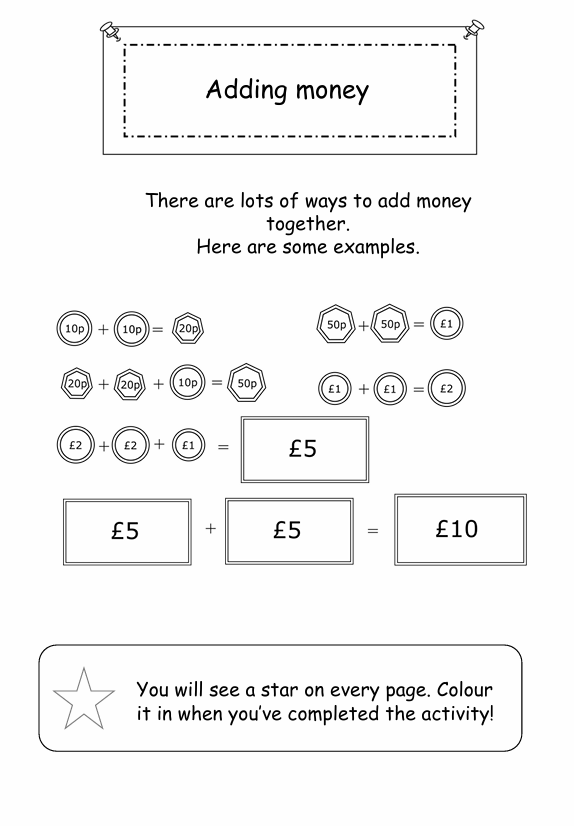 Adding money
There are lots of ways to add money
together.
Here are some examples.
10p + 10p = 20p
50p + 50p = £1
20p + 20p + 10p = 50p
£1 + £1 = £2
£2 + £2 + £1 = £5
£5 + £5 = £10
You will see a star on every page. Colour
it in when you've completed the activity!